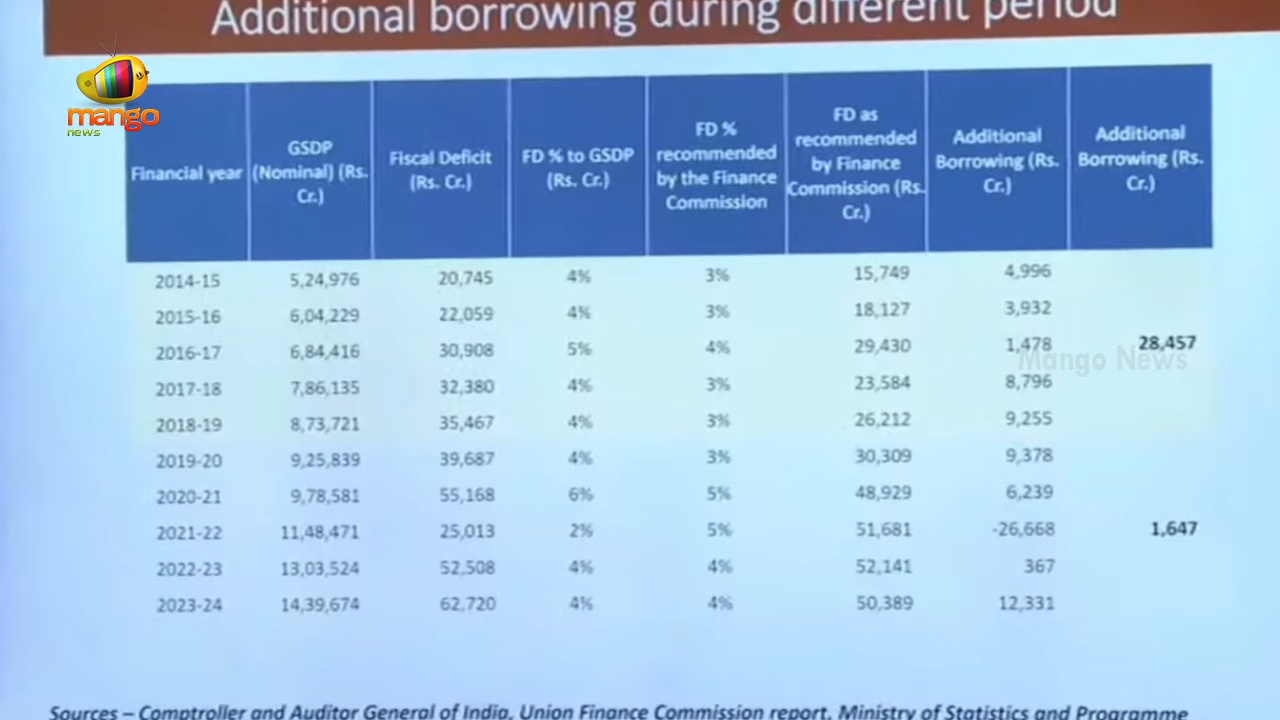 Additional borrowing during different period
mango
news
Financial year
GSDP
(Nominal) (Rs.
Cr.)
Fiscal Deficit
(Rs. Cr.)
FD % to GSDP
(Rs. Cr.)
FD %
recommended
by the Finance
Commission
FD as
recommended
by Finance
Commission (Rs.
Cr.)
Additional
Borrowing (Rs.
Cr.)
Additional
Borrowing (Rs.
Cr.)
2014-15 5,24,976 20,745 4% 3% 15,749 4,996
2015-16 6,04,229 22,059 4% 3% 18,127 3,932
2016-17 6,84,416 30,908 5% 4% 29,430 1,478 28,457
Mango News
2017-18 7,86,135 32,380 4% 3% 23,584 8,796
2018-19 8,73,721 35,467 4% 3% 26,212 9,255
2019-20 9,25,839 39,687 4% 3% 30,309 9,378
2020-21 9,78,581 55,168 6% 5% 48,929 6,239
2021-22 11,48,471 25,013 2% 5% 51,681 -26,668 1,647
2022-23 13,03,524 52,508 4% 4% 52,141 367
2023-24 14,39,674 62,720 4% 4% 50,389 12,331
Sources – Comptroller and Auditor General of India, Union Finance Commission report, Ministry of Statistics and Programme